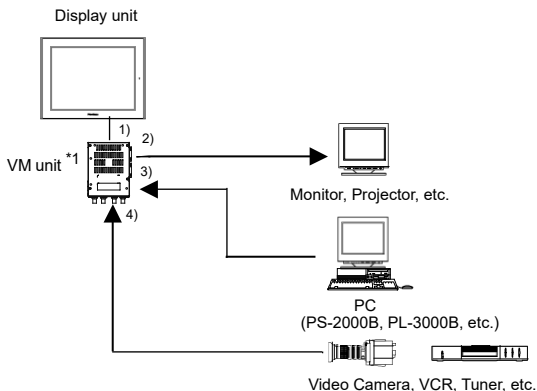 Display unit
1)
2)
VM unit *1
3)
Monitor, Projector, etc.
4)
PC
(PS-2000B, PL-3000B, etc.)
Video Camera, VCR, Tuner, etc.